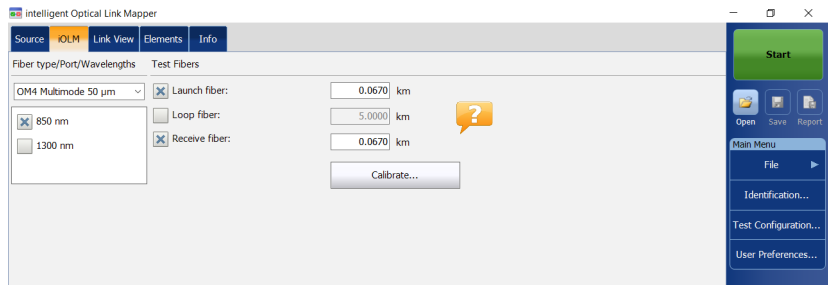 intelligent Optical Link Mapper
Source iOLM Link View Elements Info
Fiber type/Port/Wavelengths Test Fibers
OM4 Multimode 50 µm
850 nm
1300 nm
Launch fiber: 0.0670 km
Loop fiber: 5.0000 km
Receive fiber: 0.0670 km
?
Calibrate...
Start
Open Save Report
Main Menu
File
Identification...
Test Configuration...
User Preferences...